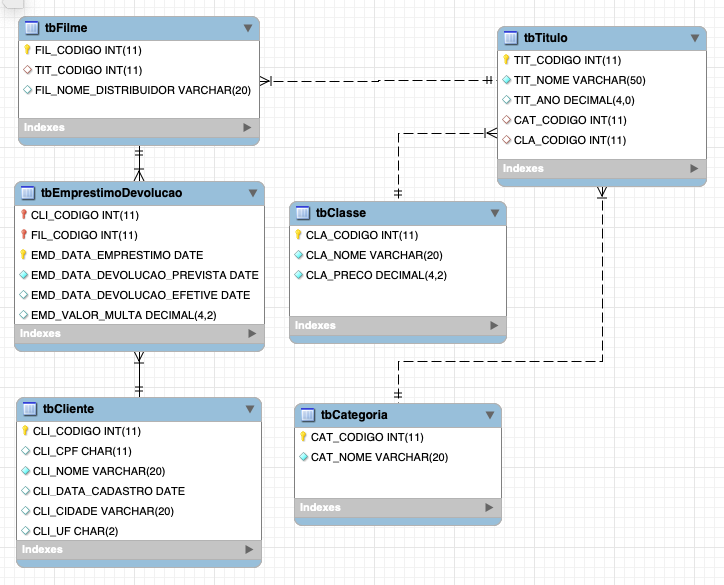 tbFilme
FIL_CODIGO INT(11)
TIT_CODIGO INT(11)
FIL_NOME_DISTRIBUIDOR VARCHAR(20)
Indexes
tbTitulo
TIT_CODIGO INT(11)
TIT_NOME VARCHAR(50)
TIT_ANO DECIMAL(4,0)
CAT_CODIGO INT(11)
CLA_CODIGO INT(11)
Indexes
tbEmprestimoDevolucao
CLI_CODIGO INT(11)
FIL_CODIGO INT(11)
EMD_DATA_EMPRESTIMO DATE
EMD_DATA_DEVOLUCAO_PREVISTA DATE
EMD_DATA_DEVOLUCAO_EFETIVE DATE
EMD_VALOR_MULTA DECIMAL(4,2)
Indexes
tbClasse
CLA_CODIGO INT(11)
CLA_NOME VARCHAR(20)
CLA_PRECO DECIMAL(4,2)
Indexes
tbCliente
CLI_CODIGO INT(11)
CLI_CPF CHAR(11)
CLI_NOME VARCHAR(20)
CLI_DATA_CADASTRO DATE
CLI_CIDADE VARCHAR(20)
CLI_UF CHAR(2)
Indexes
tbCategoria
CAT_CODIGO INT(11)
CAT_NOME VARCHAR(20)
Indexes